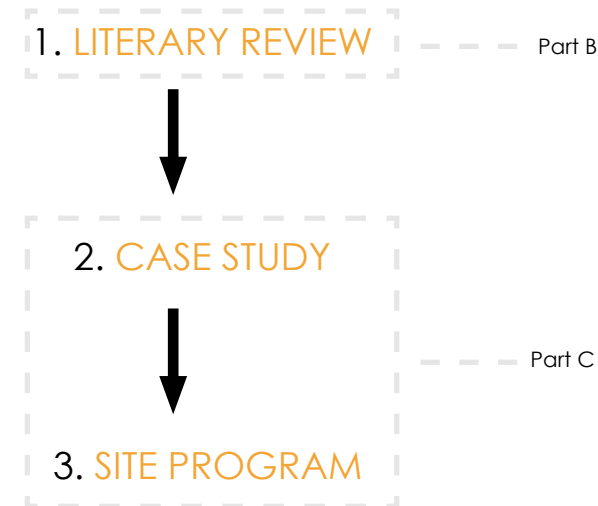 1. LITERARY REVIEW
Part B
2. CASE STUDY
Part C
3. SITE PROGRAM